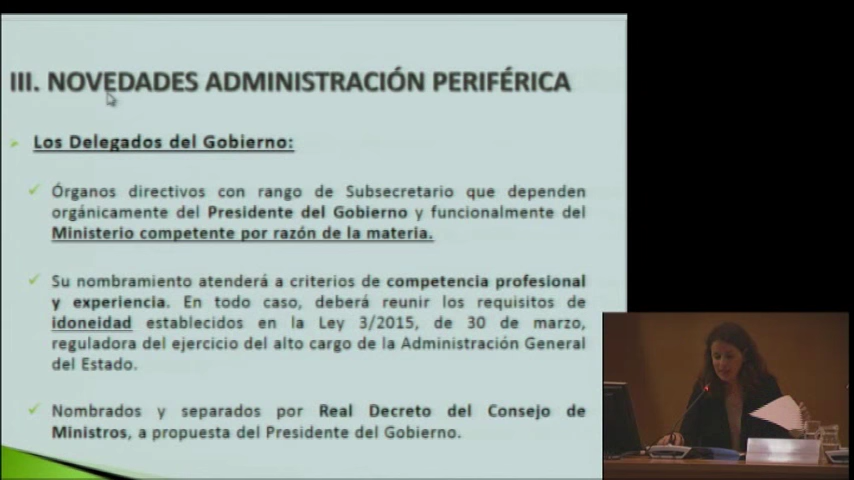 III. NOVEDADES ADMINISTRACIÓN PERIFÉRICA
Los Delegados del Gobierno:
Órganos directivos con rango de Subsecretario que dependen
orgánicamente del Presidente del Gobierno y funcionalmente del
Ministerio competente por razón de la materia.
Su nombramiento atenderá a criterios de competencia profesional
y experiencia. En todo caso, deberá reunir los requisitos de
idoneidad establecidos en la Ley 3/2015, de 30 de marzo,
reguladora del ejercicio del alto cargo de la Administración General
del Estado.
Nombrados y separados por Real Decreto del Consejo de
Ministros, a propuesta del Presidente del Gobierno.